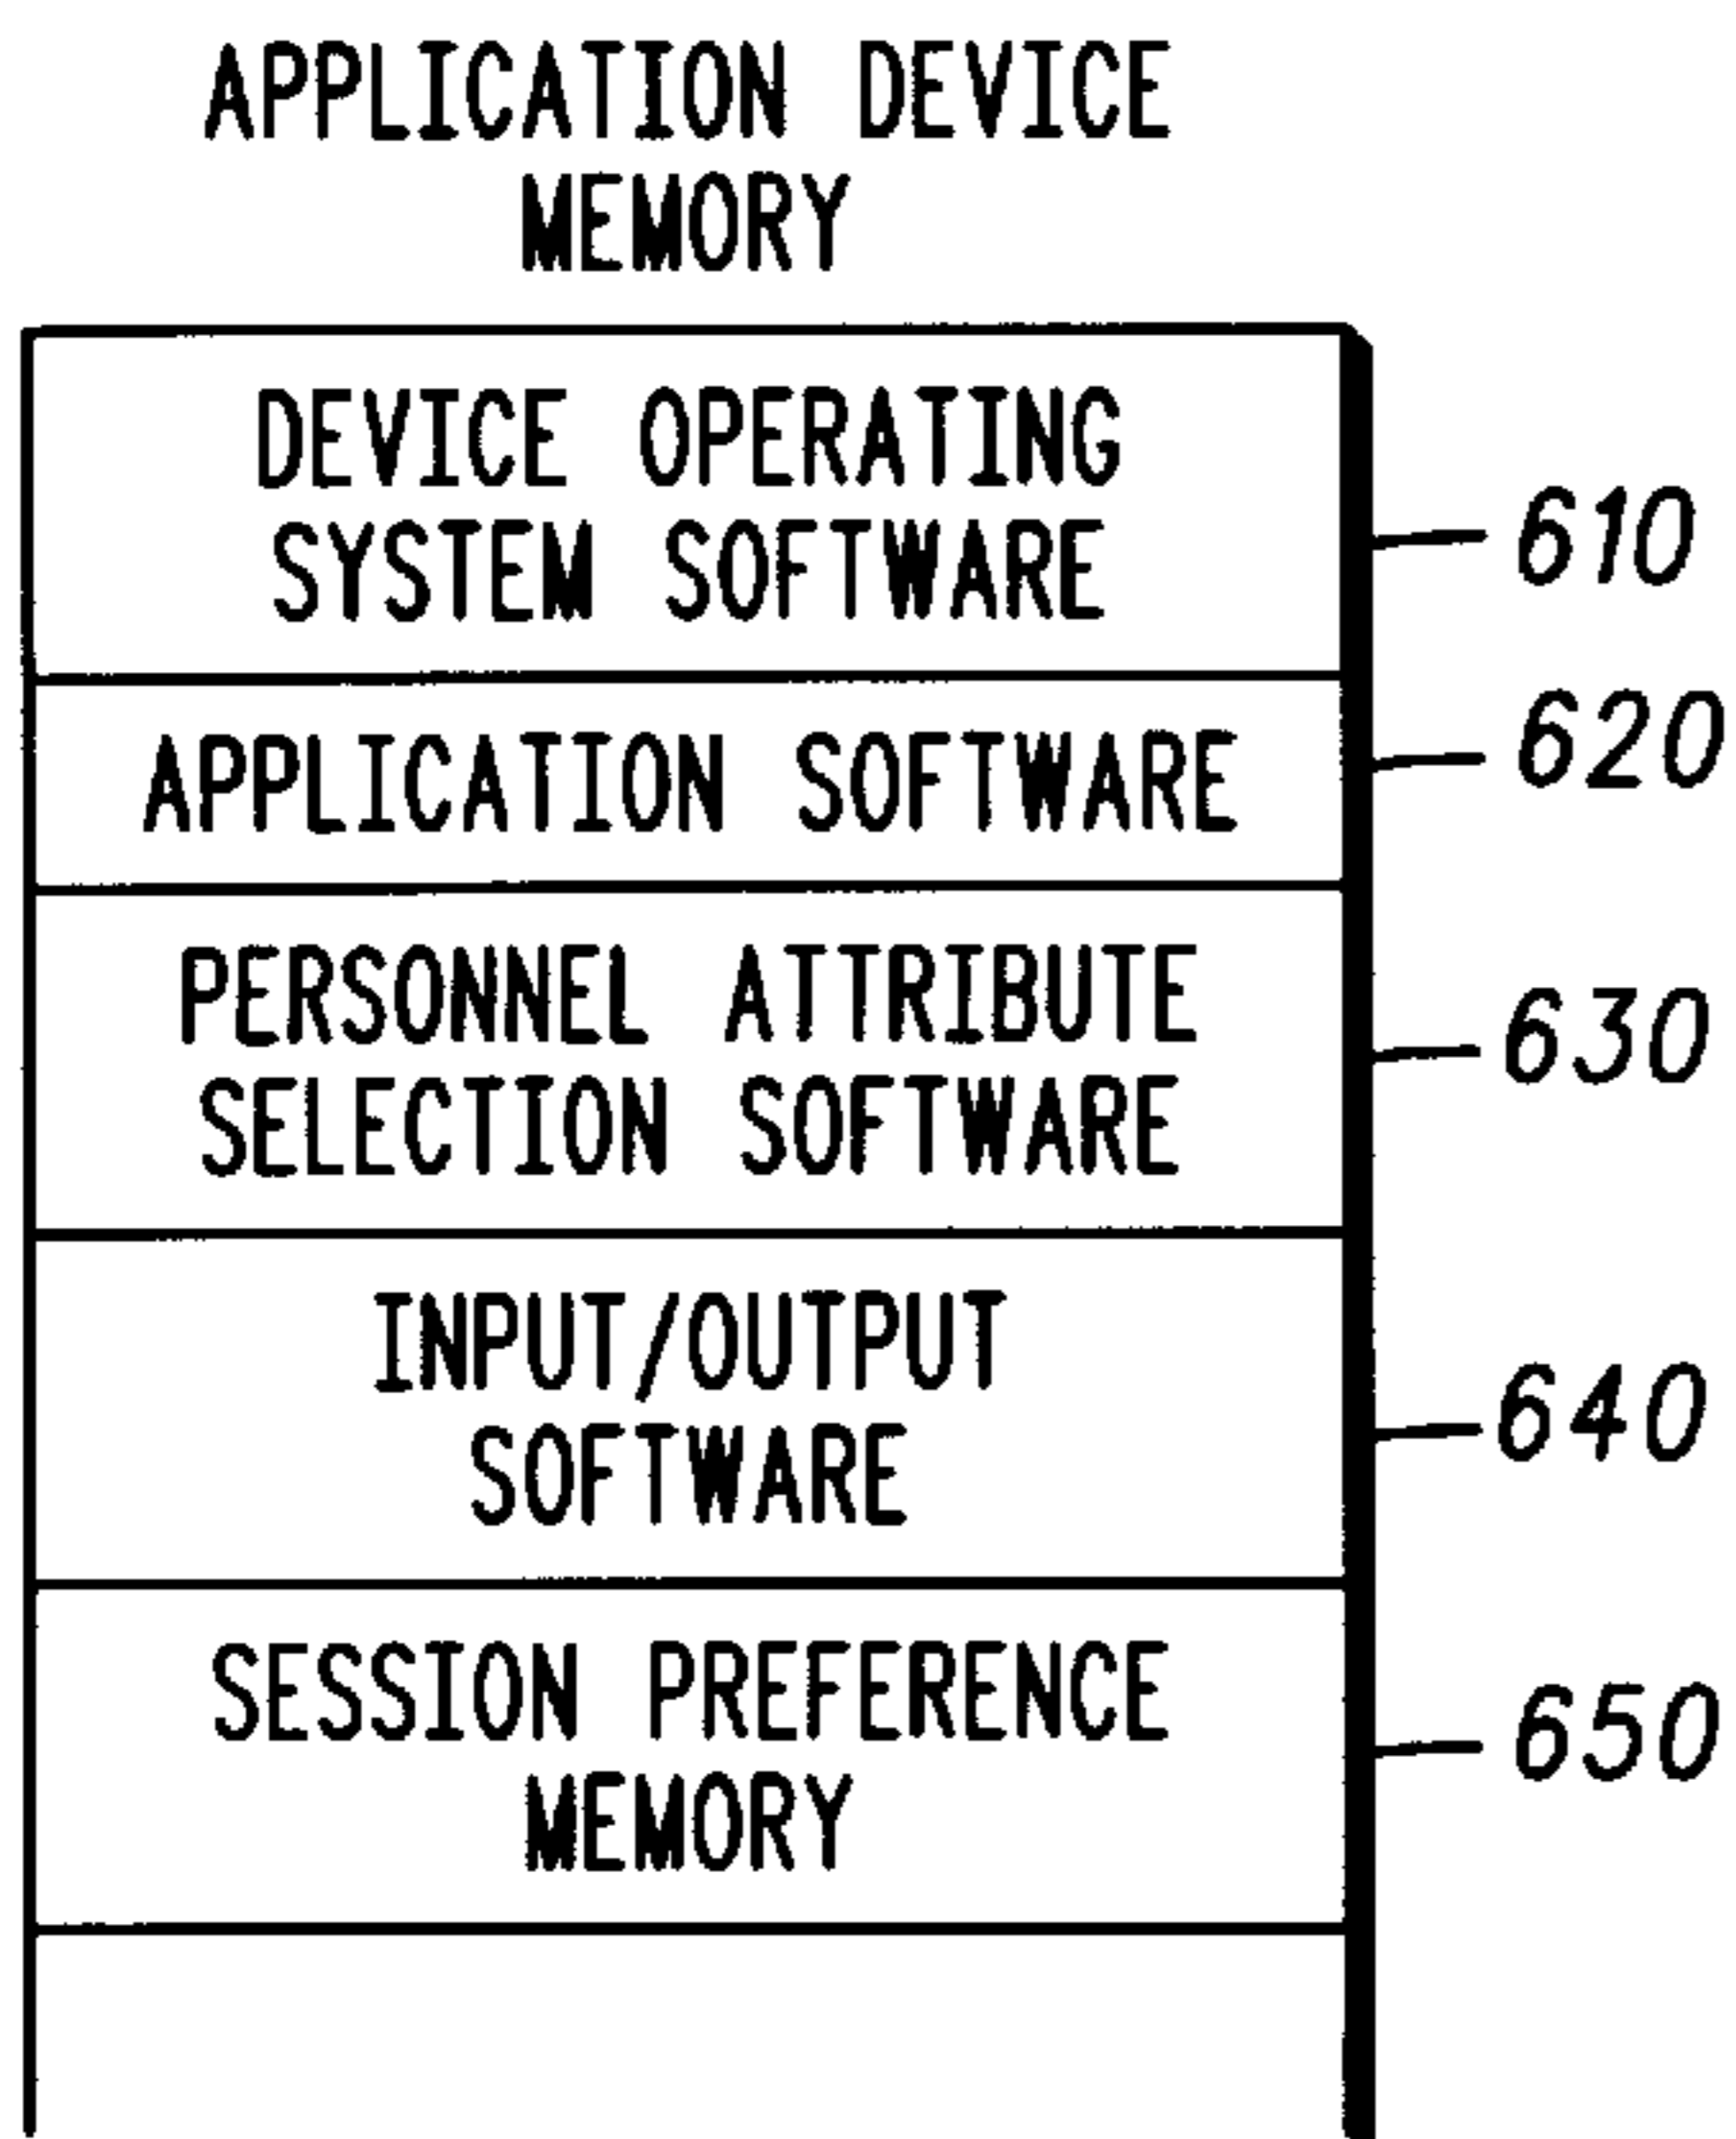 APPLICATION DEVICE
MEMORY
DEVICE OPERATING
SYSTEM SOFTWARE
610
APPLICATION SOFTWARE
620
PERSONNEL ATTRIBUTE
SELECTION SOFTWARE
630
INPUT/OUTPUT
SOFTWARE
640
SESSION PREFERENCE
MEMORY
650